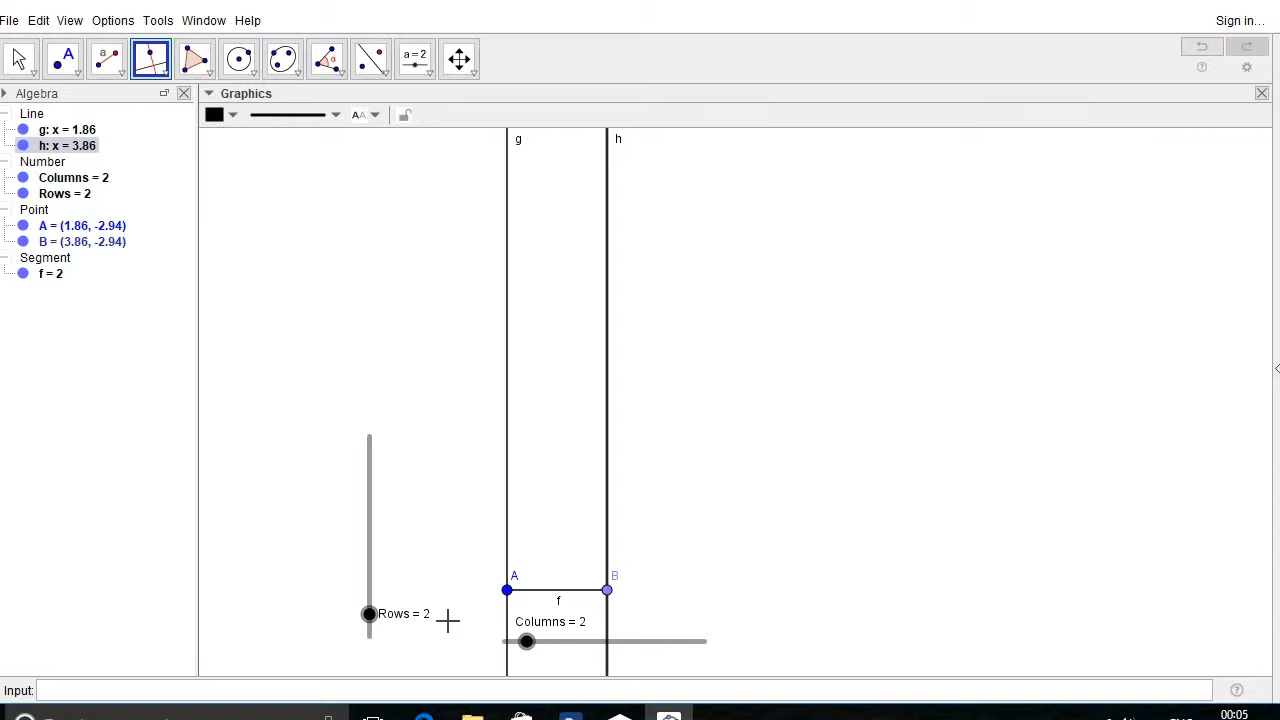 File Edit View Options Tools Window Help
Sign in...
A
a
α
a=2
Algebra
Graphics
AA
Line
g: x = 1.86
h: x = 3.86
Number
Columns = 2
Rows = 2
Point
A = (1.86, -2.94)
B = (3.86, -2.94)
Segment
f = 2
g
h
A
B
f
Rows = 2
Columns = 2
Input:
00:05